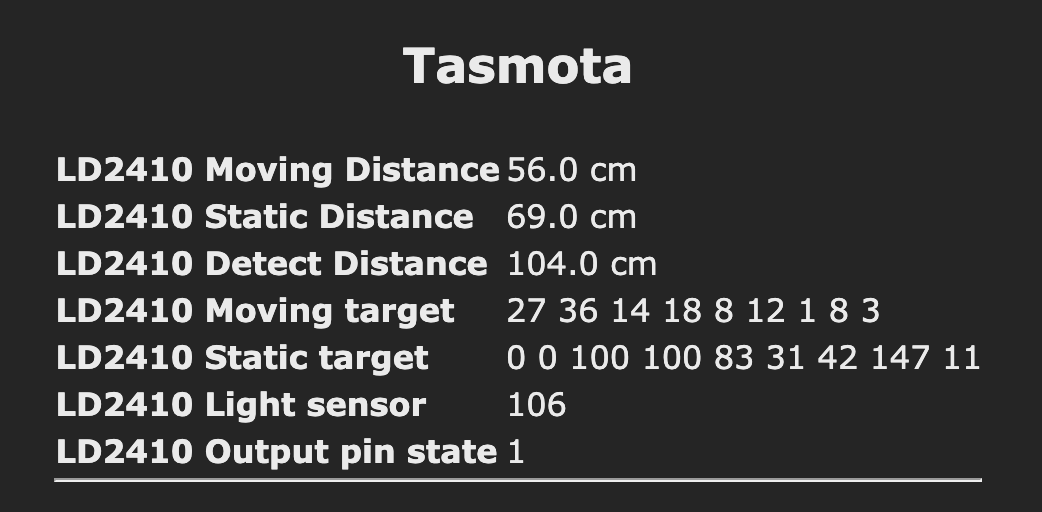 Tasmota
LD2410 Moving Distance 56.0 cm
LD2410 Static Distance 69.0 cm
LD2410 Detect Distance 104.0 cm
LD2410 Moving target 27 36 14 18 8 12 1 8 3
LD2410 Static target 0 0 100 100 83 31 42 147 11
LD2410 Light sensor 106
LD2410 Output pin state 1